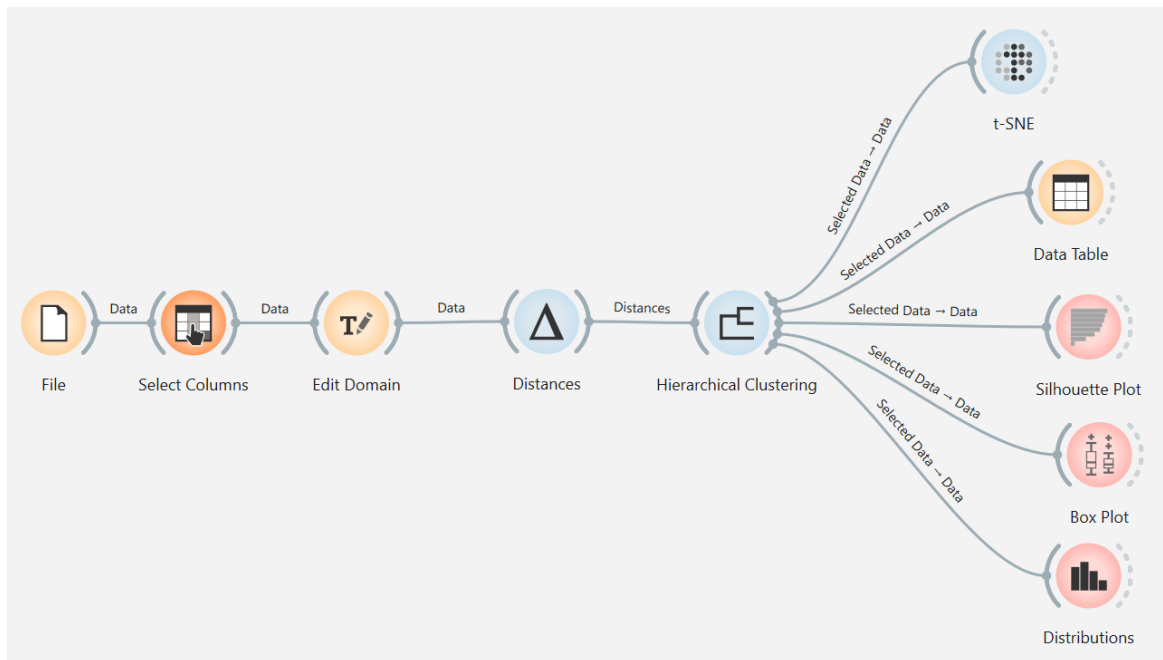 Selected Data → Data
t-SNE
Selected Data → Data
Data Table
Data
Data
Data
Distances
Selected Data → Data
File
Select Columns
Edit Domain
Distances
Hierarchical Clustering
Silhouette Plot
Selected Data → Data
Box Plot
Selected Data → Data
Distributions
T